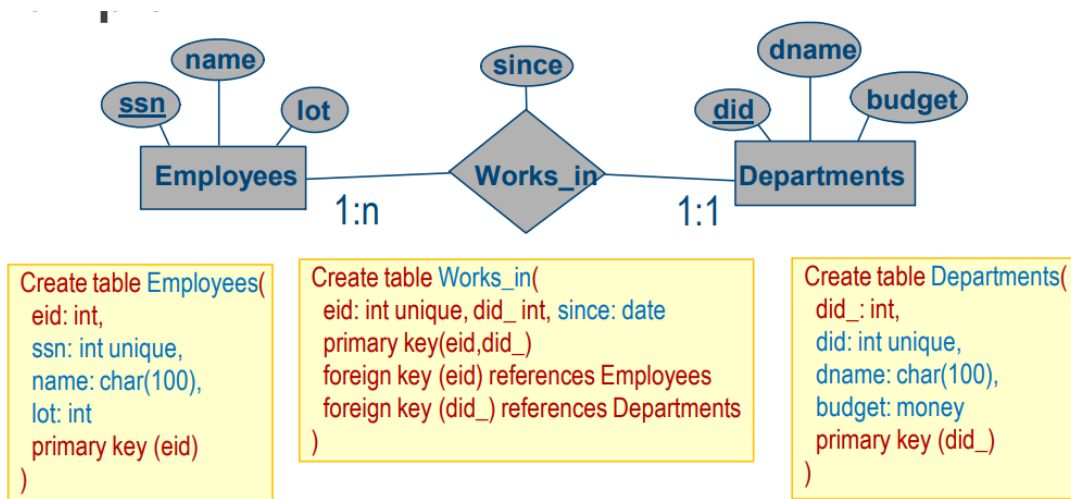 name
ssn
lot
Employees
1:n
since
Works_in
1:1
dname
did
budget
Departments
Create table Employees(
eid: int,
ssn: int unique,
name: char(100),
lot: int
primary key (eid)
)
Create table Works_in(
eid: int unique, did_ int, since: date
primary key(eid,did_)
foreign key (eid) references Employees
foreign key (did_) references Departments
)
Create table Departments(
did_: int,
did: int unique,
dname: char(100),
budget: money
primary key (did_)
)